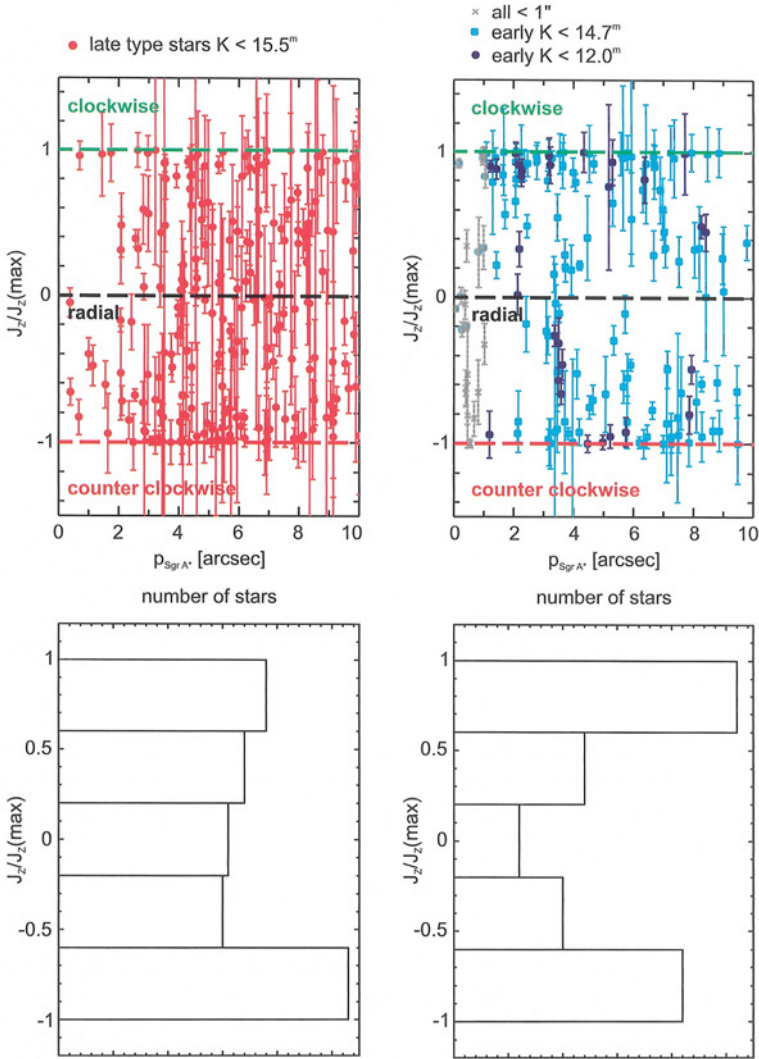 late type stars K < 15.5ᵐ
clockwise
radial
counter clockwise
J_z/J_z(max)
1
0
-1
0 2 4 6 8 10
p_Sgr A* [arcsec]
all < 1"
early K < 14.7ᵐ
early K < 12.0ᵐ
clockwise
radial
counter clockwise
J_z/J_z(max)
1
0
-1
0 2 4 6 8 10
p_Sgr A* [arcsec]
number of stars
J_z/J_z(max)
1
0.5
0
-0.5
-1
number of stars
J_z/J_z(max)
1
0.5
0
-0.5
-1